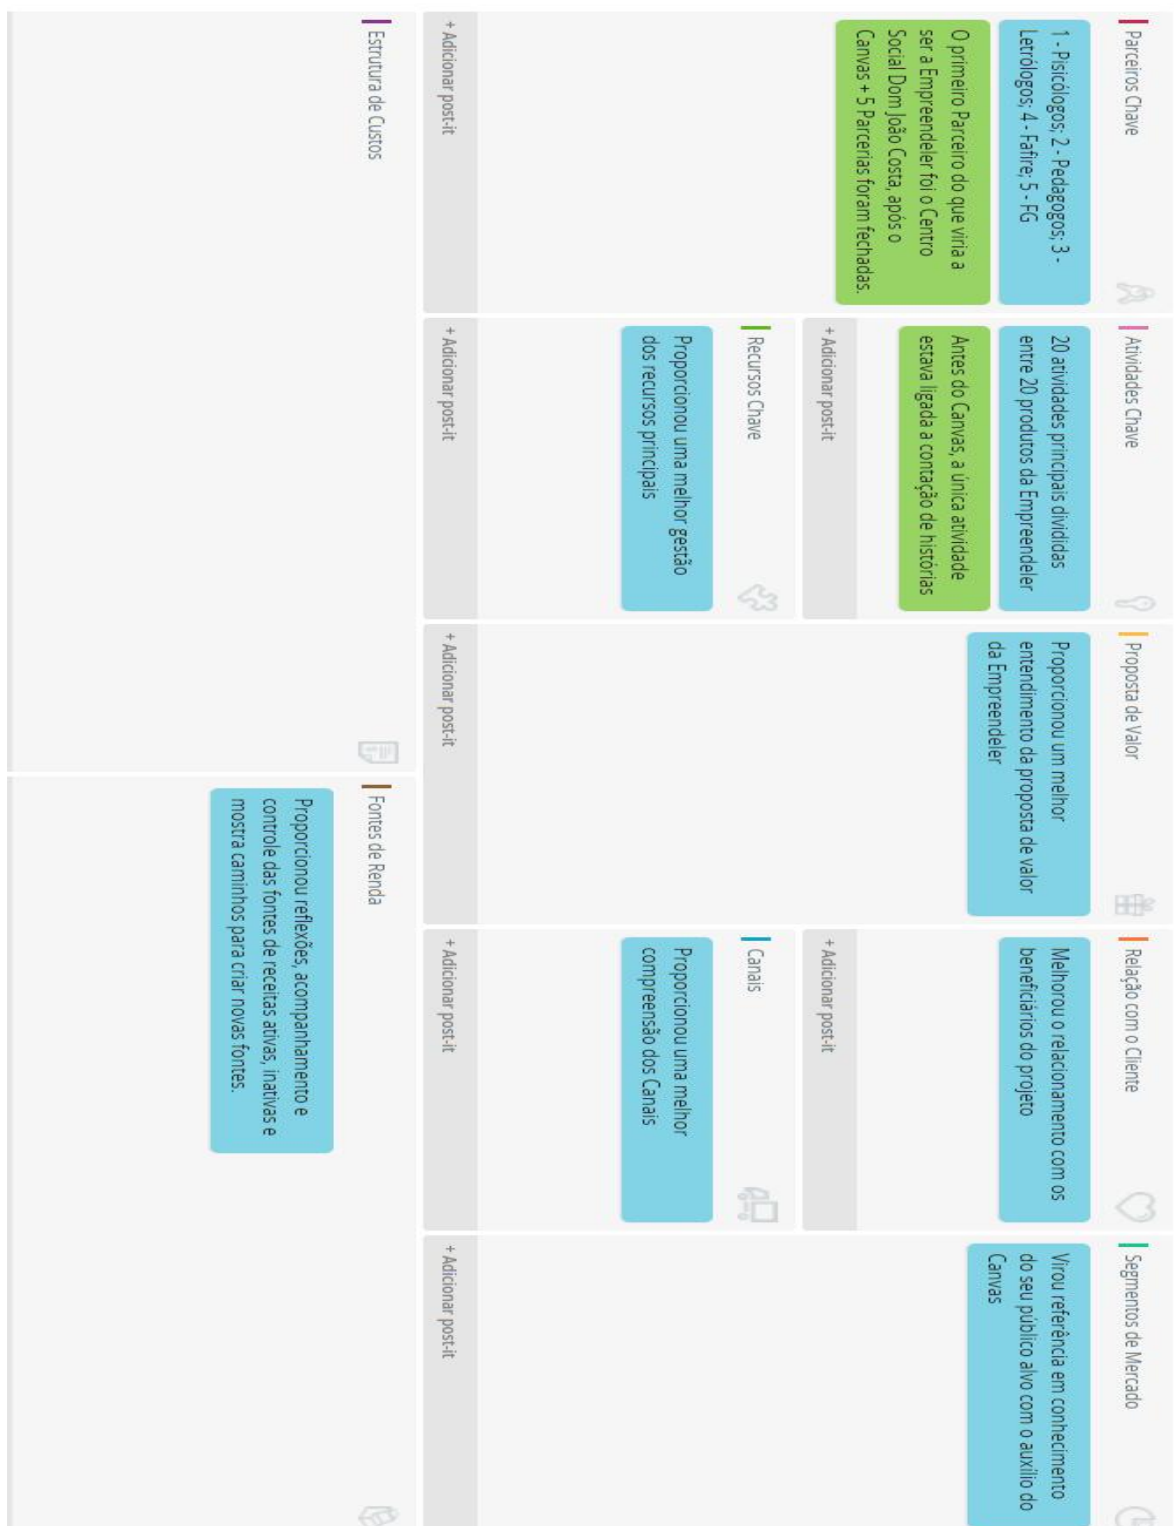 Parceiros Chave
1 - Pisicólogos; 2 - Pedagogos; 3 -
Letrólogos; 4 - Fafire; 5 - FG
O primeiro Parceiro do que viria a
ser a Empreendeler foi o Centro
Social Dom João Costa, após o
Canvas + 5 Parcerias foram fechadas.
+ Adicionar post-it
Atividades Chave
20 atividades principais divididas
entre 20 produtos da Empreendeler
Antes do Canvas, a única atividade
estava ligada a contação de histórias
+ Adicionar post-it
Recursos Chave
Proporcionou uma melhor gestão
dos recursos principais
+ Adicionar post-it
Proposta de Valor
Proporcionou um melhor
entendimento da proposta de valor
da Empreendeler
+ Adicionar post-it
Relação com o Cliente
Melhorou o relacionamento com os
beneficiários do projeto
+ Adicionar post-it
Canais
Proporcionou uma melhor
compreensão dos Canais
+ Adicionar post-it
Segmentos de Mercado
Virou referência em conhecimento
do seu público alvo com o auxilio do
Canvas
+ Adicionar post-it
Estrutura de Custos
Fontes de Renda
Proporcionou reflexões, acompanhamento e
controle das fontes de receitas ativas, inativas e
mostra caminhos para criar novas fontes.